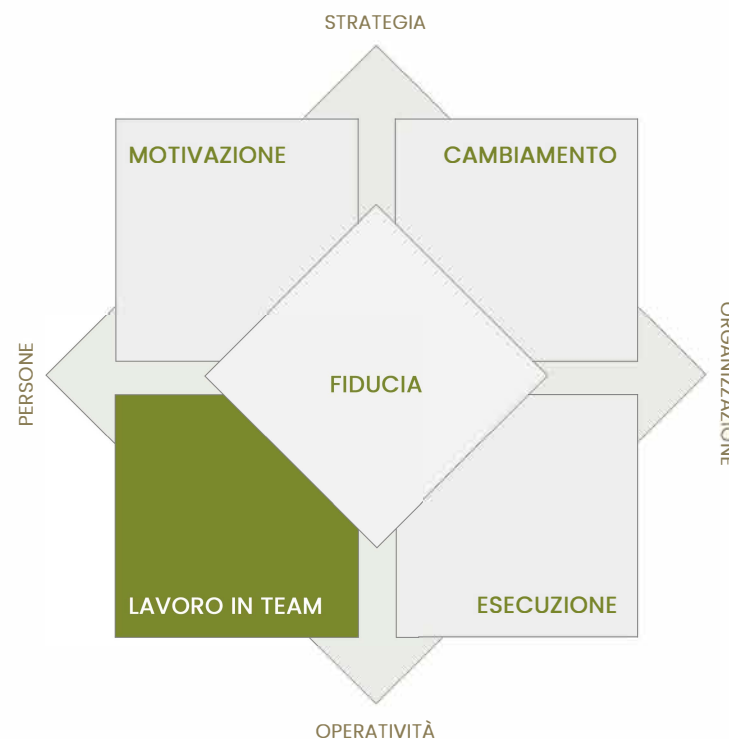 STRATEGIA
MOTIVAZIONE
CAMBIAMENTO
PERSONE
FIDUCIA
ORGANIZZAZIONE
LAVORO IN TEAM
ESECUZIONE
OPERATIVITÀ